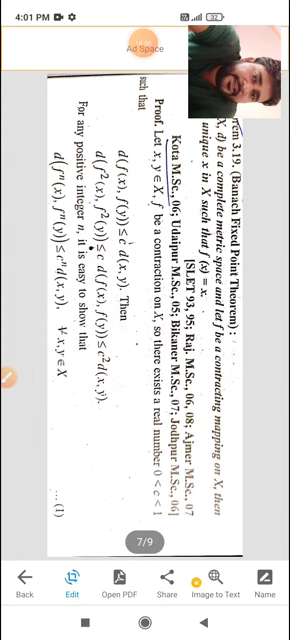 4:01 PM
32
Ad Space
rem 3.19. (Banach Fixed Point Theorem) :
X, d) be a complete metric space and let f be a contracting mapping on X, then
unique x in X such that f (x) = x.
[SLET 93, 95; Raj. M.Sc., 06, 08; Ajmer M.Sc., 07
Kota M.Sc., 06; Udaipur M.Sc., 05; Bikaner M.Sc., 07; Jodhpur M.Sc., 06]
Proof. Let x, y ∈ X, f be a contraction on X, so there exists a real number 0 < c < 1
such that
d(f(x), f(y)) ≤ c d(x, y). Then
d(f²(x), f²(y)) ≤ c d(f(x), f(y)) ≤ c²d(x, y).
For any positive integer n, it is easy to show that
d(fⁿ(x), fⁿ(y)) ≤ cⁿd(x, y), ∀ x, y ∈ X ...(1)
7/9
Back
Edit
Open PDF
Share
Image to Text
Name